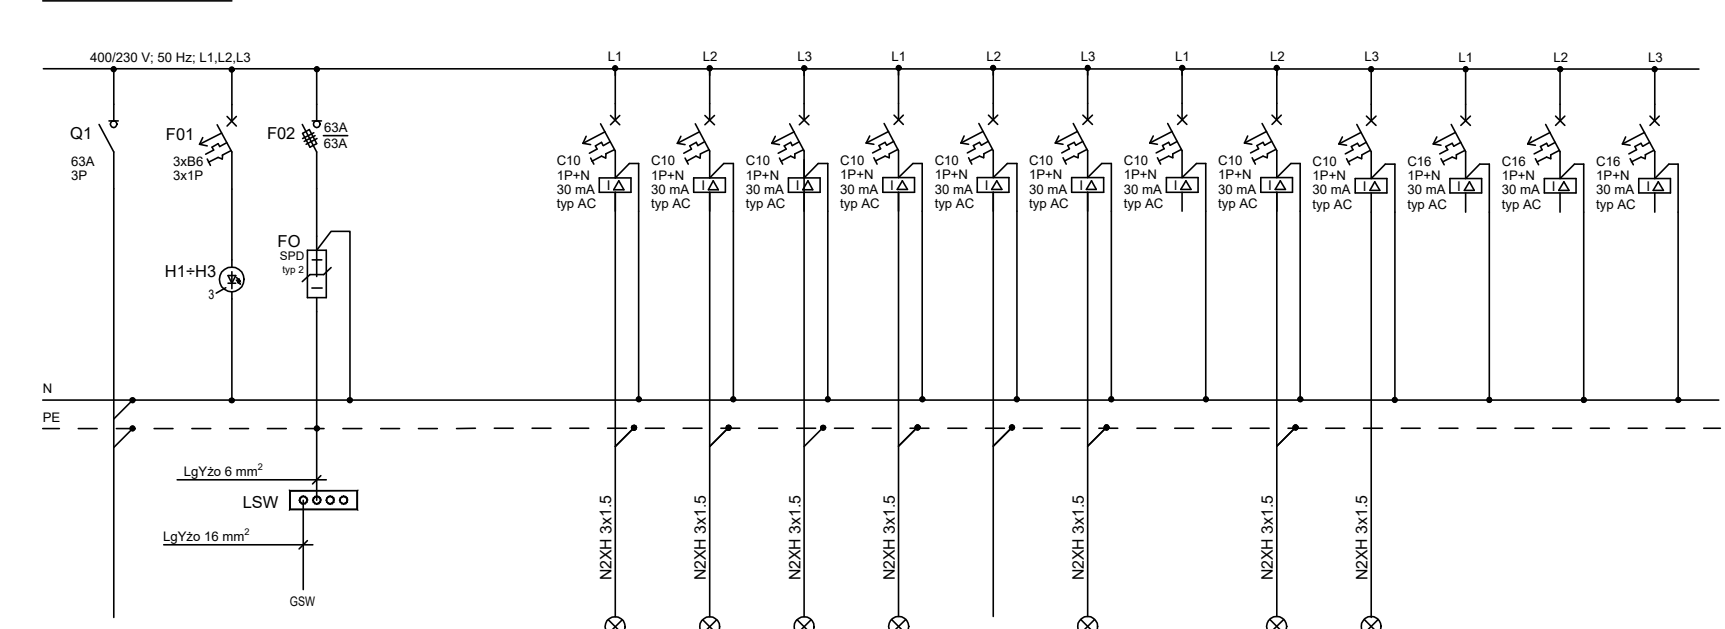 400/230 V; 50 Hz; L1,L2,L3
L1
L2
L3
L1
L2
L3
L1
L2
L3
L1
L2
L3
Q1
63A
3P
F01
3xB6
3x1P
F02
63A
63A
C10
1P+N
30 mA
typ AC
C10
1P+N
30 mA
typ AC
C10
1P+N
30 mA
typ AC
C10
1P+N
30 mA
typ AC
C10
1P+N
30 mA
typ AC
C10
1P+N
30 mA
typ AC
C10
1P+N
30 mA
typ AC
C10
1P+N
30 mA
typ AC
C10
1P+N
30 mA
typ AC
C16
1P+N
30 mA
typ AC
C16
1P+N
30 mA
typ AC
C16
1P+N
30 mA
typ AC
FO
SPD
typ 2
H1÷H3
3
N
PE
LgYżo 6 mm²
LSW
LgYżo 16 mm²
GSW
N2XH 3x1.5
N2XH 3x1.5
N2XH 3x1.5
N2XH 3x1.5
N2XH 3x1.5
N2XH 3x1.5
N2XH 3x1.5